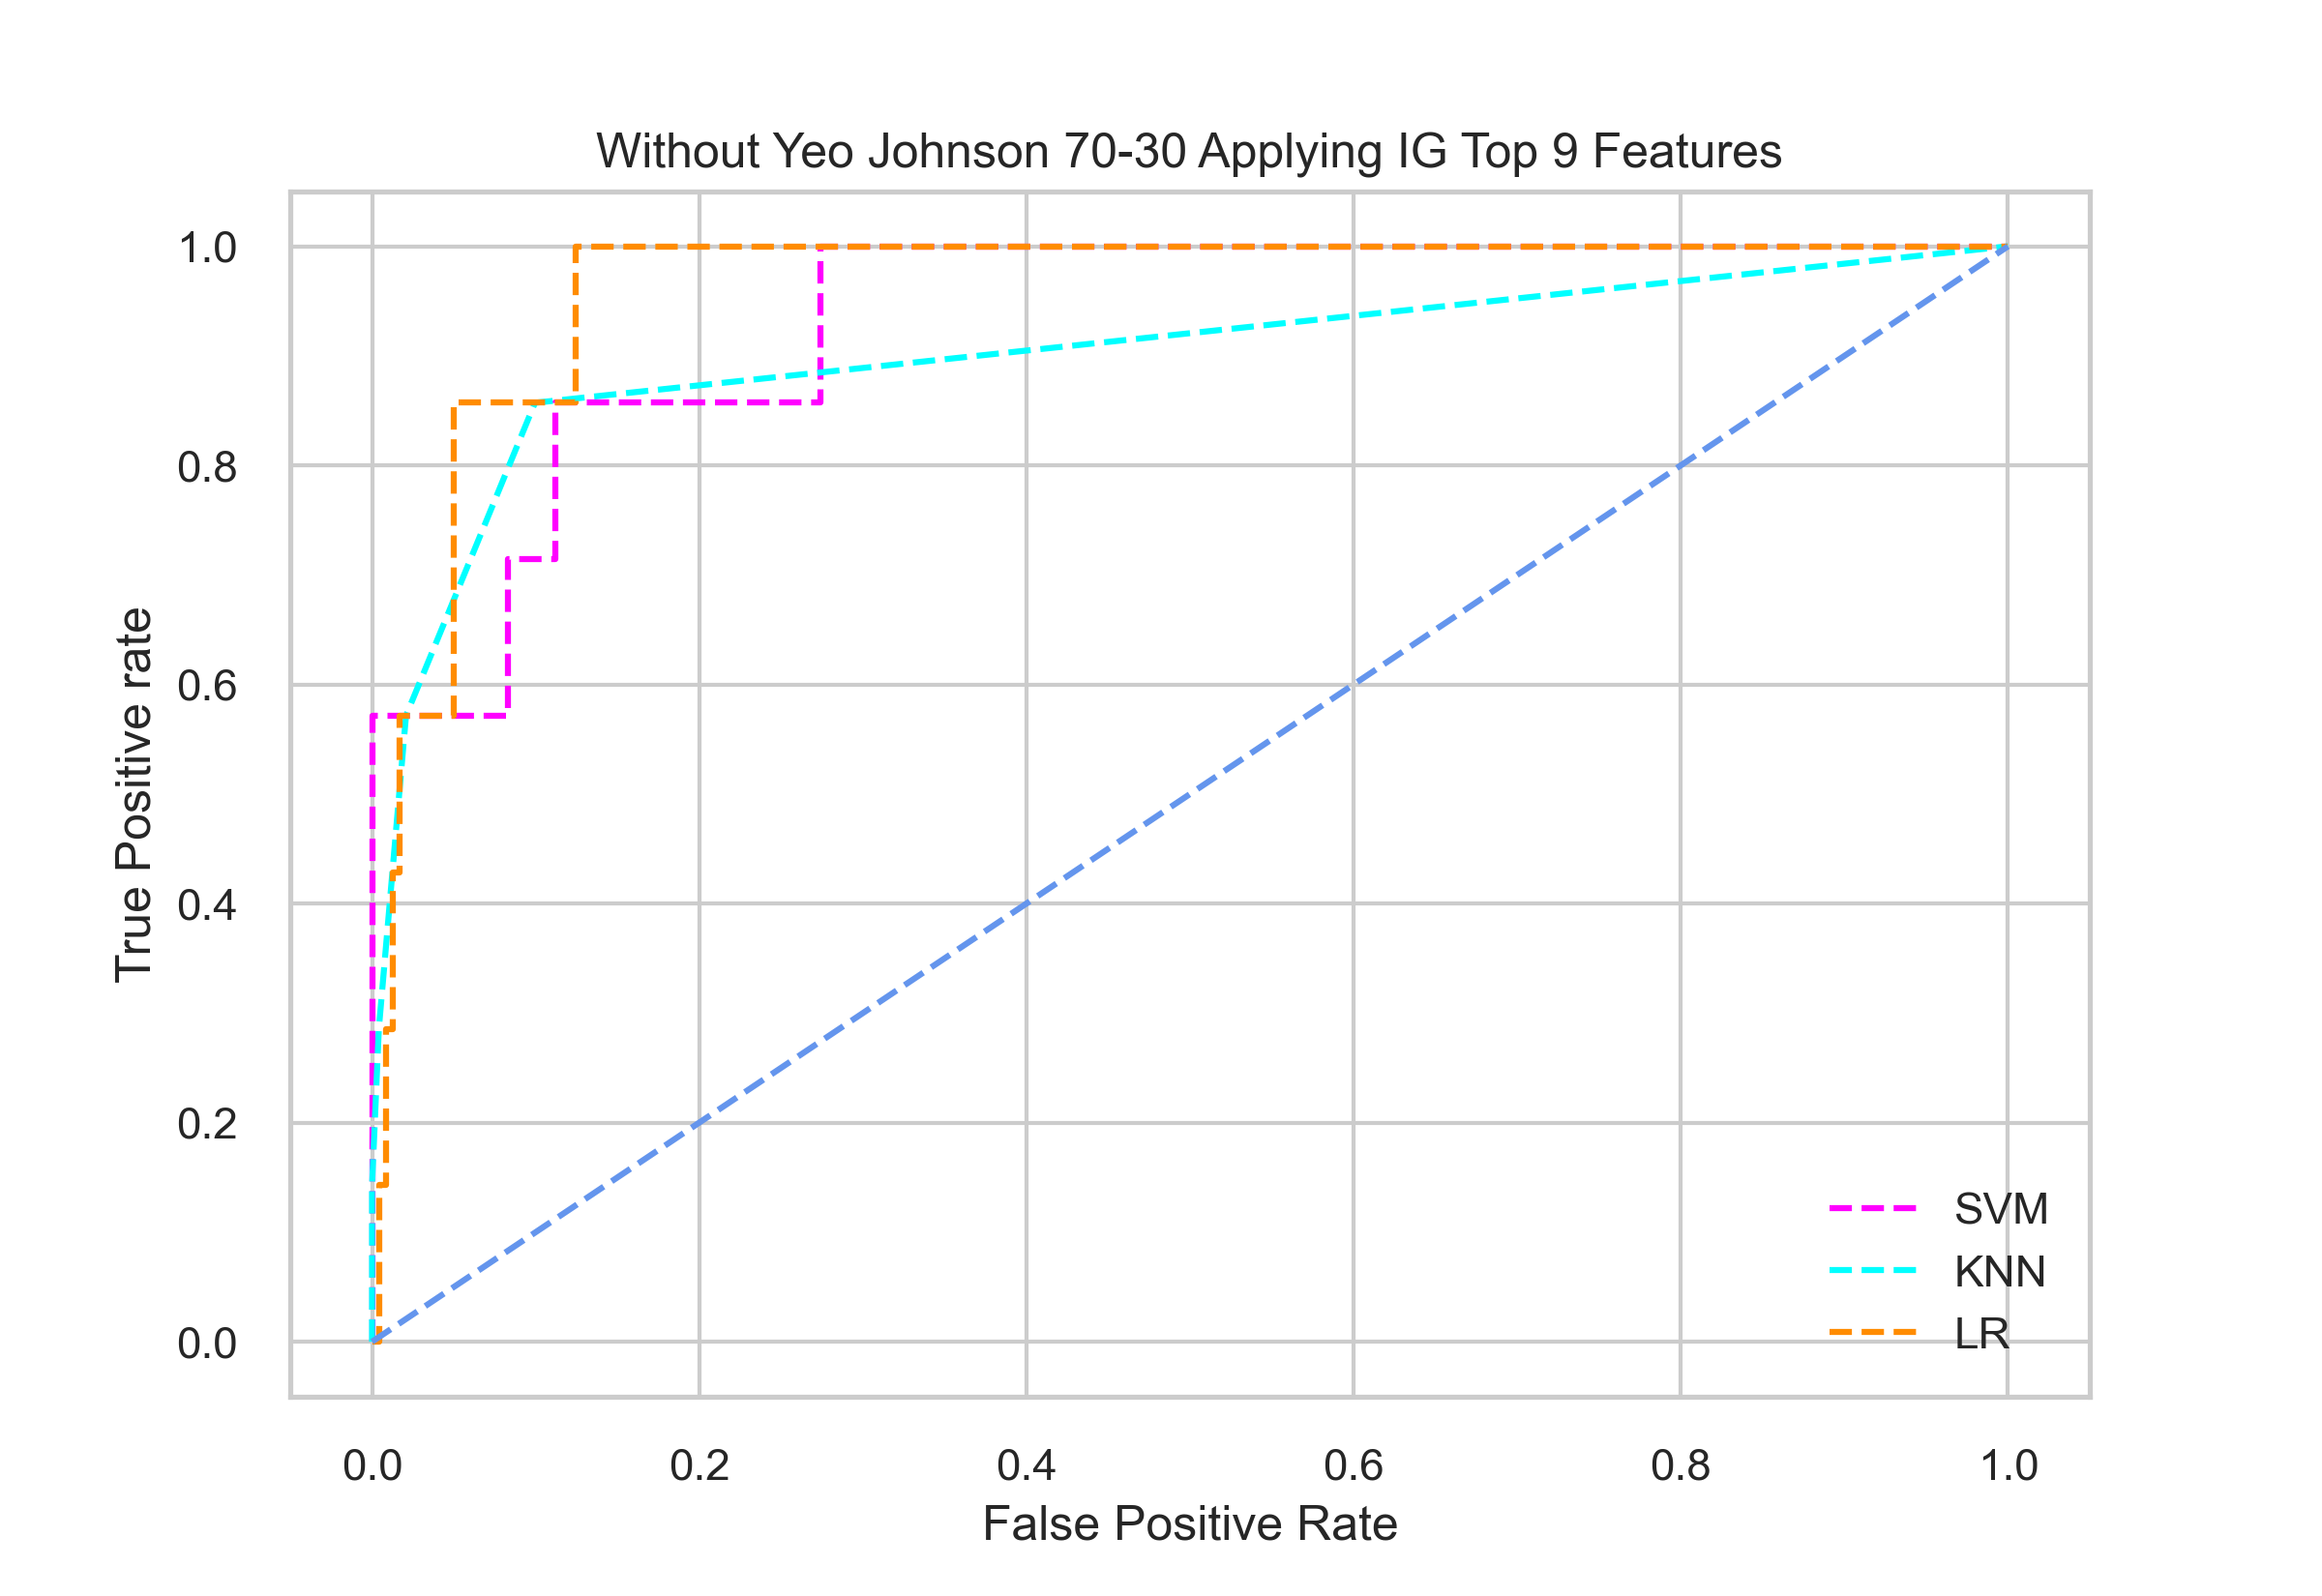 Without Yeo Johnson 70-30 Applying IG Top 9 Features
1.0
0.8
0.6
0.4
0.2
0.0
True Positive rate
SVM
KNN
LR
0.0 0.2 0.4 0.6 0.8 1.0
False Positive Rate